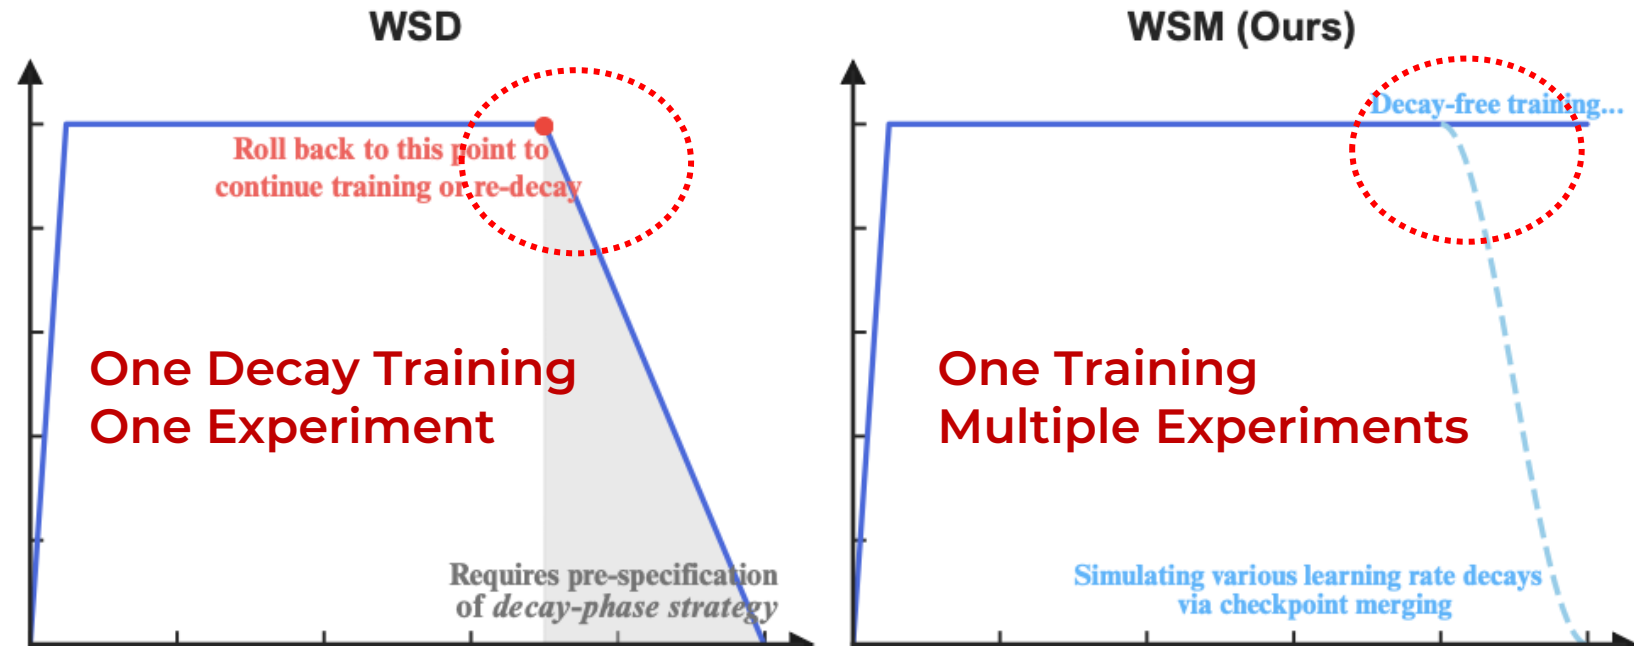 WSD
Roll back to this point to
continue training or re-decay
One Decay Training
One Experiment
Requires pre-specification
of decay-phase strategy
WSM (Ours)
Decay-free training...
One Training
Multiple Experiments
Simulating various learning rate decays
via checkpoint merging